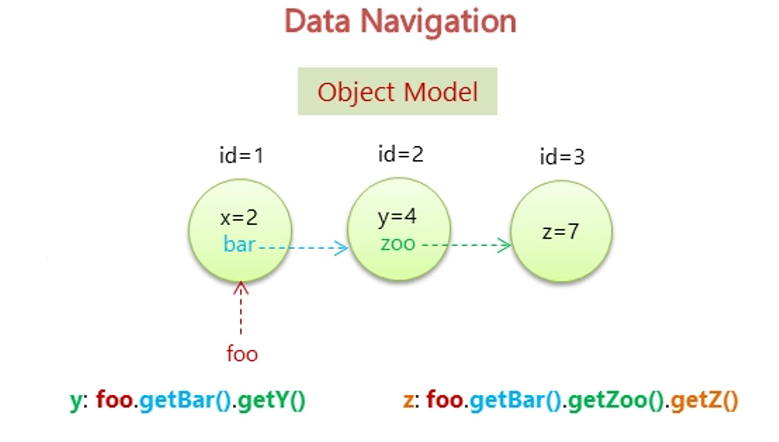 Data Navigation
Object Model
id=1 id=2 id=3
x=2 y=4 z=7
bar zoo
foo
y: foo.getBar().getY() z: foo.getBar().getZoo().getZ()